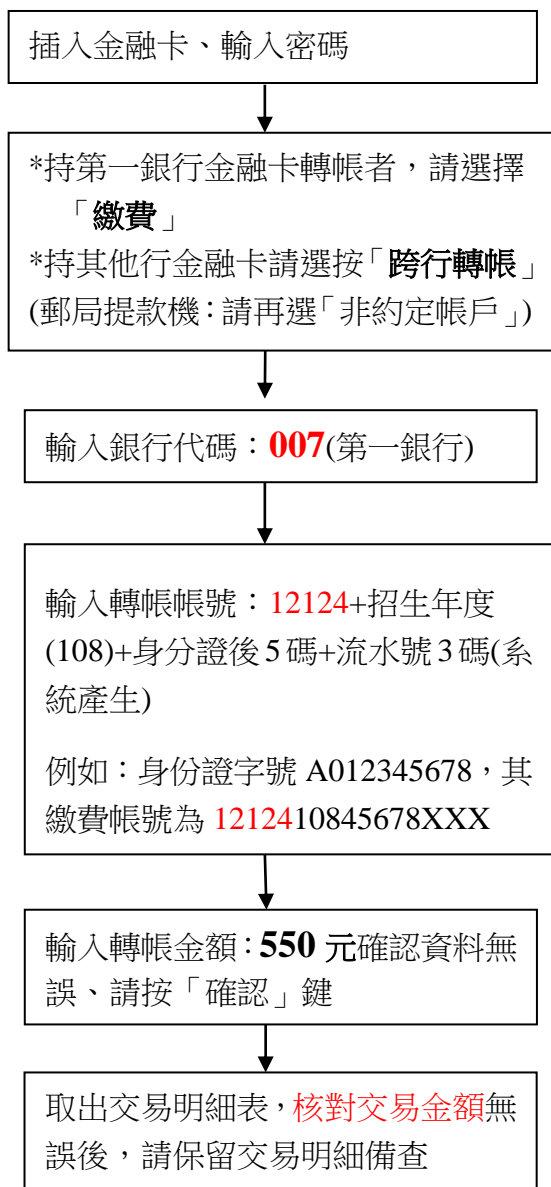 插入金融卡、輸入密碼
*持第一銀行金融卡轉帳者，請選擇
「繳費」
*持其他行金融卡請選按「跨行轉帳」
(郵局提款機：請再選「非約定帳戶」)
輸入銀行代碼：007(第一銀行)
輸入轉帳帳號：12124+招生年度
(108)+身分證後5碼+流水號3碼(系
統產生)
例如：身份證字號 A012345678，其
繳費帳號為 1212410845678XXX
輸入轉帳金額：550 元確認資料無
誤、請按「確認」鍵
取出交易明細表，核對交易金額無
誤後，請保留交易明細備查